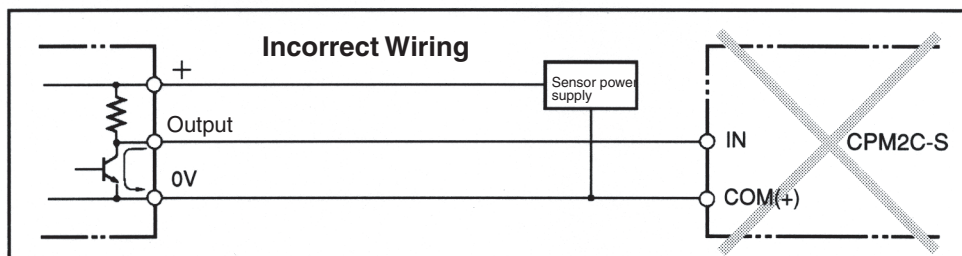 Incorrect Wiring
+
Sensor power
supply
Output
IN
CPM2C-S
0V
COM(+)